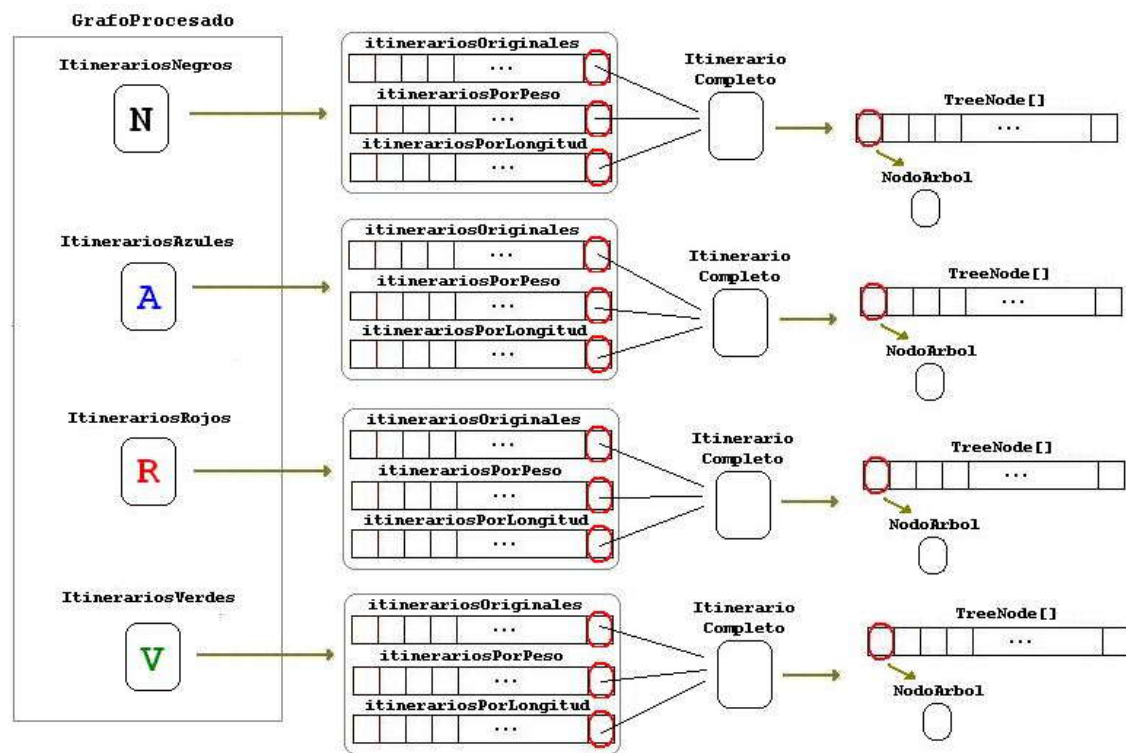 GrafoProcesado
ItinerariosNegros
N
itinerariosOriginales
...
itinerariosPorPeso
...
itinerariosPorLongitud
...
Itinerario
Completo
TreeNode[]
...
NodoArbol
ItinerariosAzules
A
itinerariosOriginales
...
itinerariosPorPeso
...
itinerariosPorLongitud
...
Itinerario
Completo
TreeNode[]
...
NodoArbol
ItinerariosRojos
R
itinerariosOriginales
...
itinerariosPorPeso
...
itinerariosPorLongitud
...
Itinerario
Completo
TreeNode[]
...
NodoArbol
ItinerariosVerdes
V
itinerariosOriginales
...
itinerariosPorPeso
...
itinerariosPorLongitud
...
Itinerario
Completo
TreeNode[]
...
NodoArbol